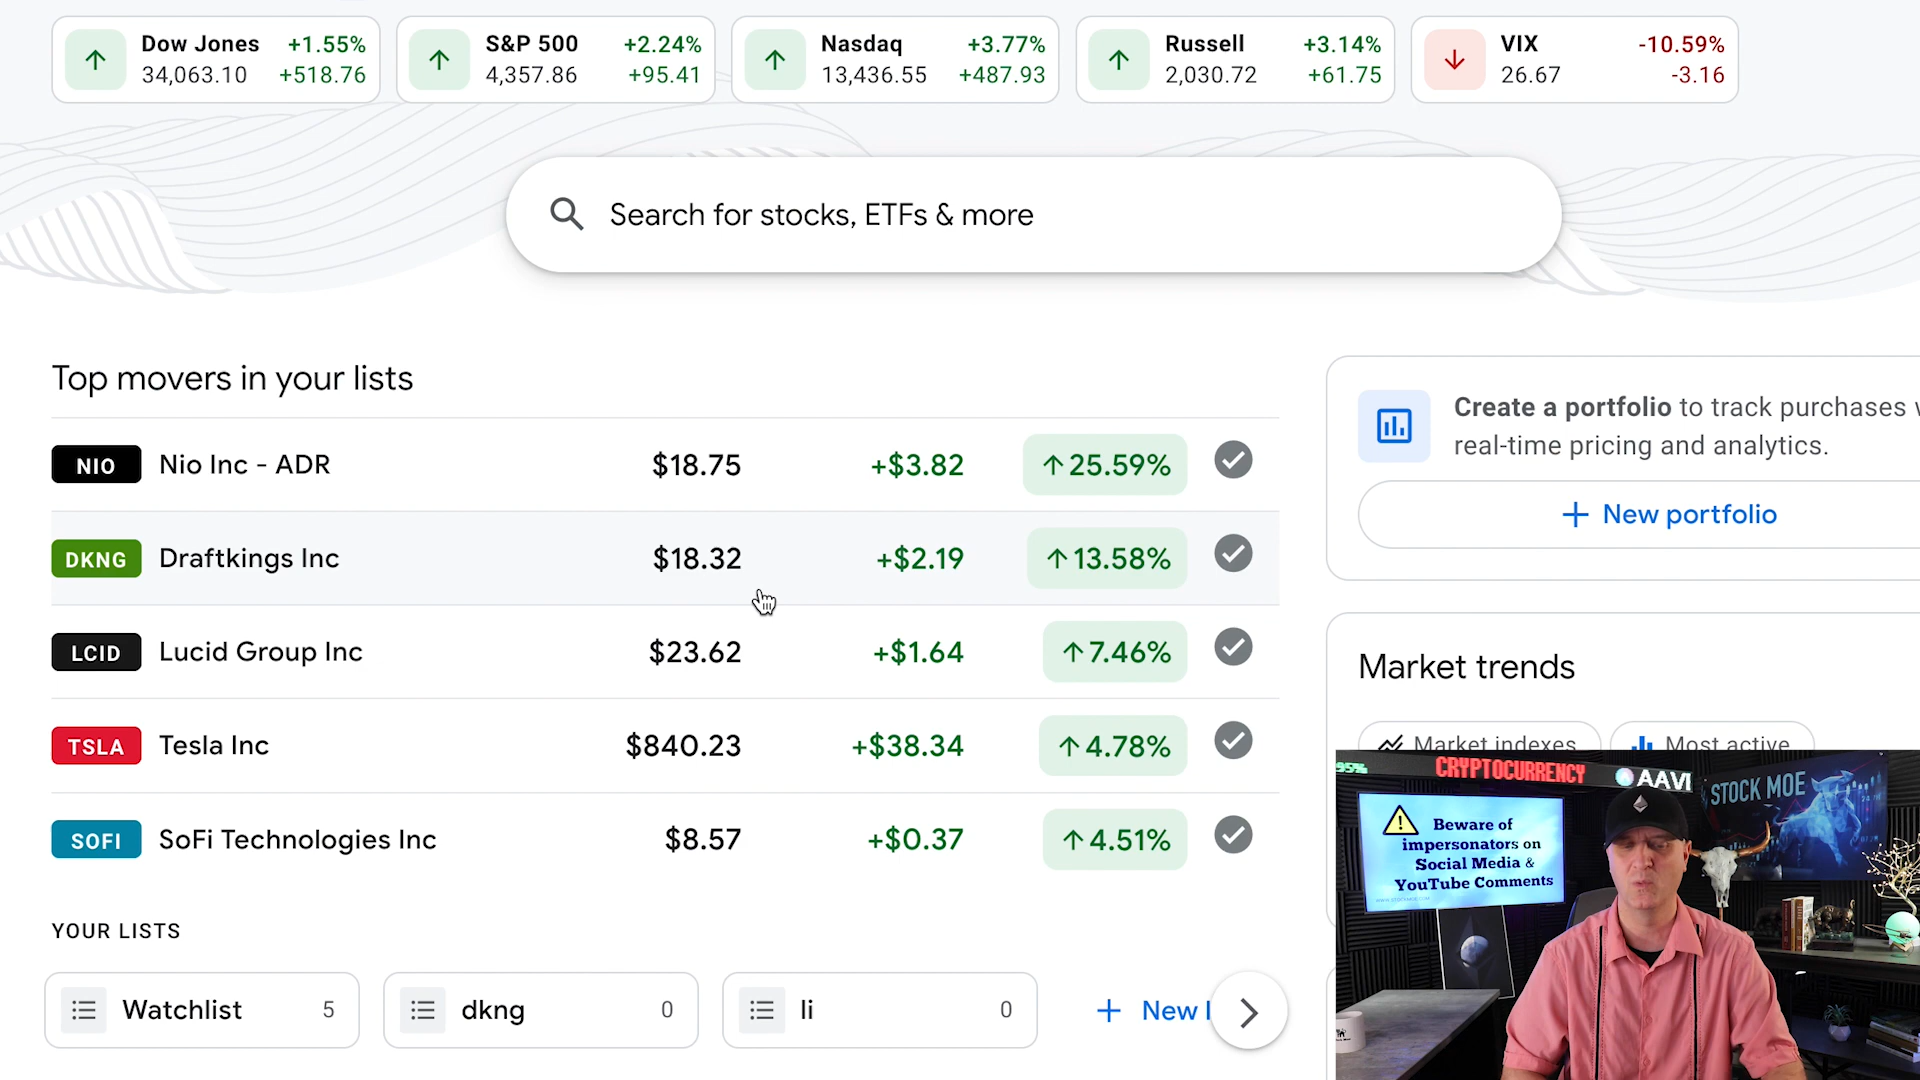 Dow Jones +1.55%
34,063.10 +518.76
S&P 500 +2.24%
4,357.86 +95.41
Nasdaq +3.77%
13,436.55 +487.93
Russell +3.14%
2,030.72 +61.75
VIX -10.59%
26.67 -3.16
Search for stocks, ETFs & more
Top movers in your lists
NIO Nio Inc - ADR $18.75 +$3.82 25.59%
DKNG Draftkings Inc $18.32 +$2.19 13.58%
LCID Lucid Group Inc $23.62 +$1.64 7.46%
TSLA Tesla Inc $840.23 +$38.34 4.78%
SOFI SoFi Technologies Inc $8.57 +$0.37 4.51%
YOUR LISTS
Watchlist 5
dkng 0
li 0
+ New l
Create a portfolio to track purchases
real-time pricing and analytics.
+ New portfolio
Market trends
Market indexes
Most active
95% CRYPTOCURRENCY AAVE
STOCK MOE
Beware of
impersonators on
Social Media &
YouTube Comments